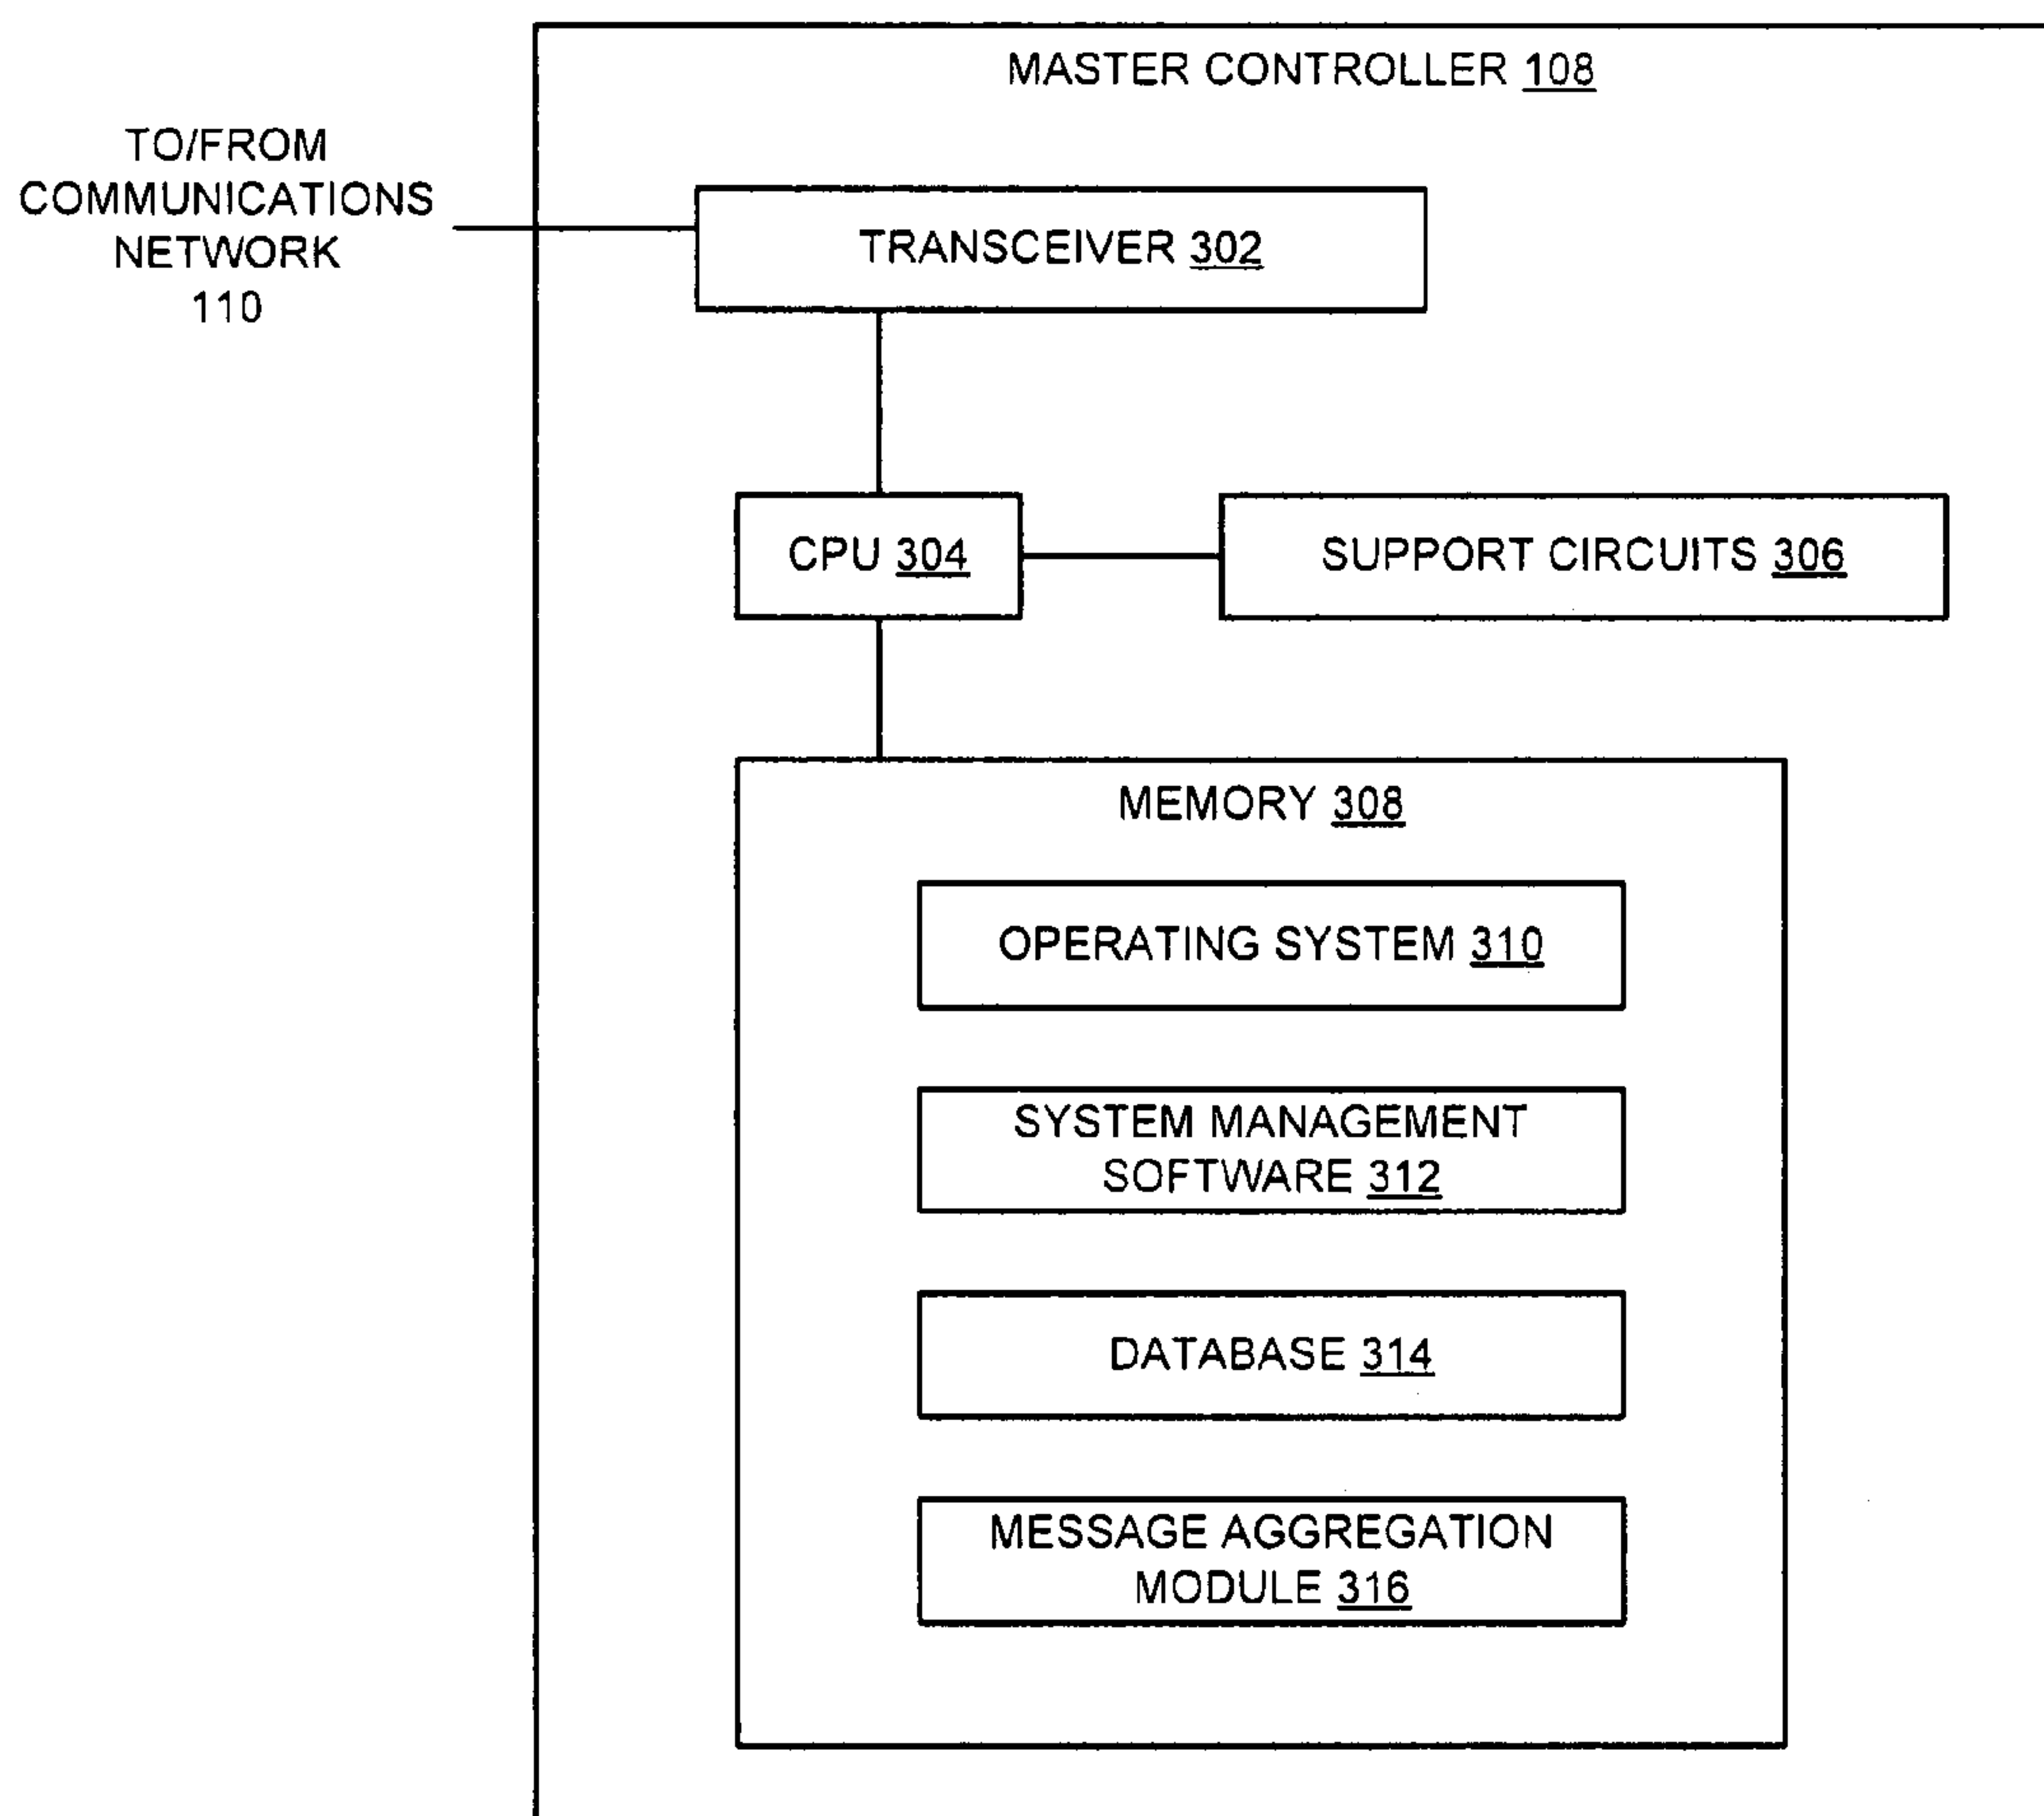 MASTER CONTROLLER 108
TO/FROM
COMMUNICATIONS
NETWORK
110
TRANSCEIVER 302
CPU 304
SUPPORT CIRCUITS 306
MEMORY 308
OPERATING SYSTEM 310
SYSTEM MANAGEMENT
SOFTWARE 312
DATABASE 314
MESSAGE AGGREGATION
MODULE 316